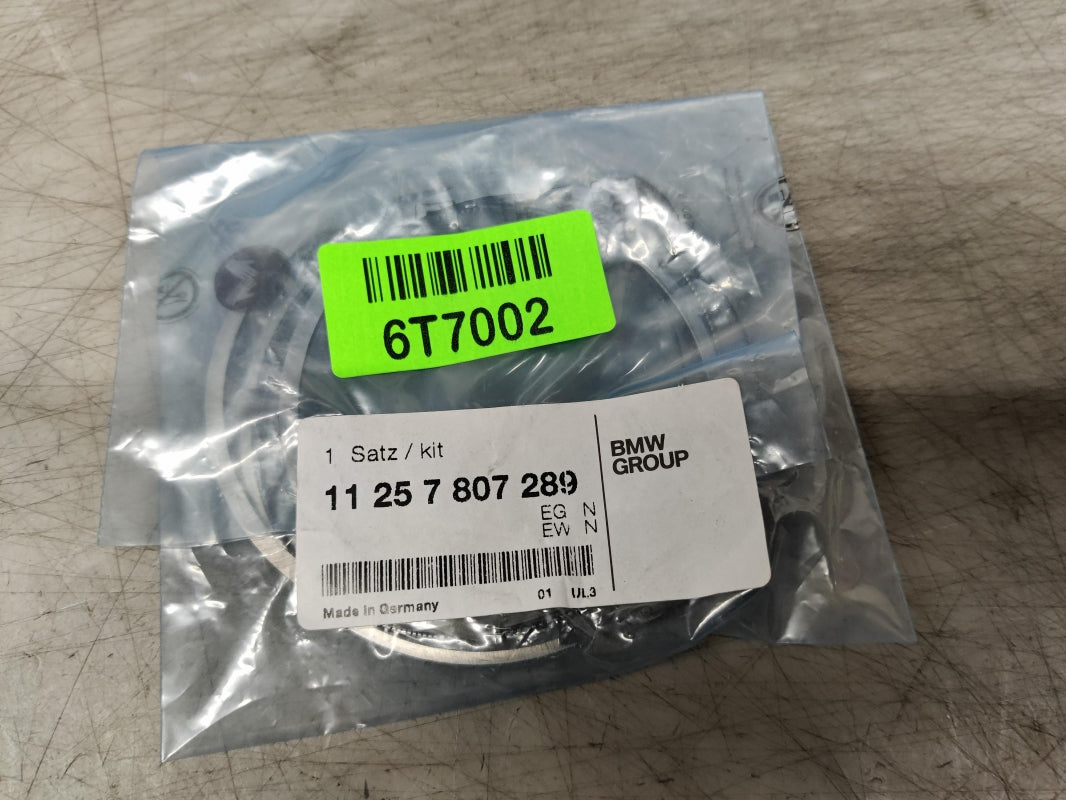 6T7002
1 Satz / kit
BMW
GROUP
11 25 7 807 289
EG N
EW N
01 UL3
Made in Germany